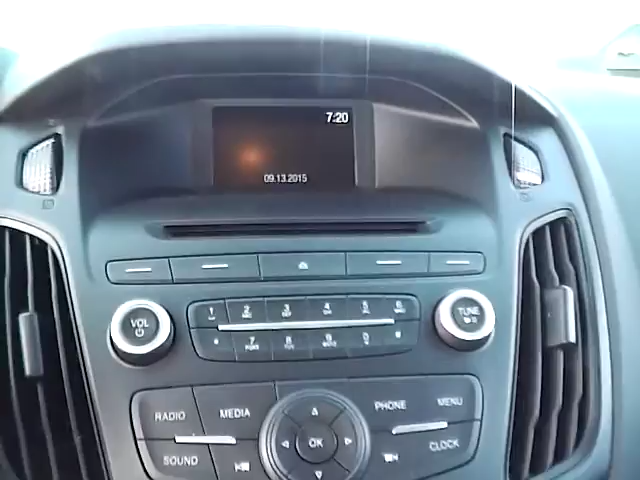 7:20
09.13.2015
VOL
TUNE
1 2 3 4 5 6
7 8 9 0
RADIO MEDIA PHONE MENU
OK
SOUND CLOCK